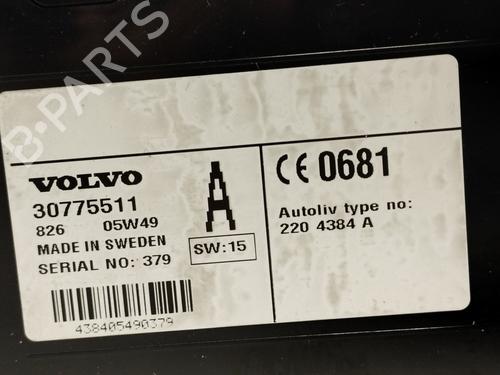 B-PARTS
VOLVO
30775511
826 05W49
MADE IN SWEDEN
SERIAL NO: 379
A
SW:15
438405490379
CE 0681
Autoliv type no:
220 4384 A